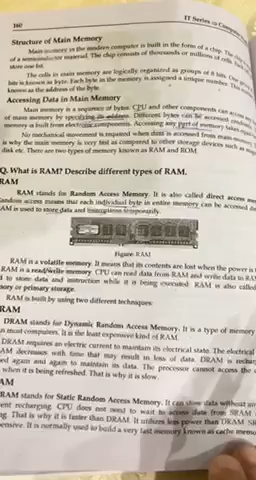 160
IT Series
Structure of Main Memory
Main memory in the modern computer is built in the form of a chip. The chip
of a semiconductor material. The chip consists of thousands or millions of cells.
store one bit.
The cells in main memory are logically organized as groups of 8 bits. One
bits is known as byte. Each byte in the memory is assigned a unique number. This
known as the address of the byte.
Accessing Data in Main Memory
Main memory is a sequence of bytes. CPU and other components can access any
of main memory by specifying its address. Different bytes can be accessed
memory is built from electronic components. Accessing any part of memory takes equal
No mechanical movement is required when data is accessed from main
is why the main memory is very fast as compared to other storage devices such as
disk etc. There are two types of memory known as RAM and ROM.
Q. What is RAM? Describe different types of RAM.
RAM
RAM stands for Random Access Memory. It is also called direct access
Random access means that each individual byte in entire memory can be accessed
RAM is used to store data and instructions temporarily.
Figure: RAM
RAM is a volatile memory. It means that its contents are lost when the power is
RAM is a read/write memory. CPU can read data from RAM and write data to
to store data and instruction while it is being executed. RAM is also called
or primary storage.
RAM is built by using two different techniques:
RAM
DRAM stands for Dynamic Random Access Memory. It is a type of memory
in most computers. It is the least expensive kind of RAM.
DRAM requires an electric current to maintain its electrical state. The electrical
decreases with time that may result in loss of data. DRAM is
again and again to maintain its data. The processor cannot access the
when it is being refreshed. That is why it is slow.
RAM stands for Static Random Access Memory. It can store data without
recharging. CPU does not need to wait to access data from SRAM
That is why it is faster than DRAM. It utilizes less power than DRAM.
It is normally used to build a very fast memory known as cache